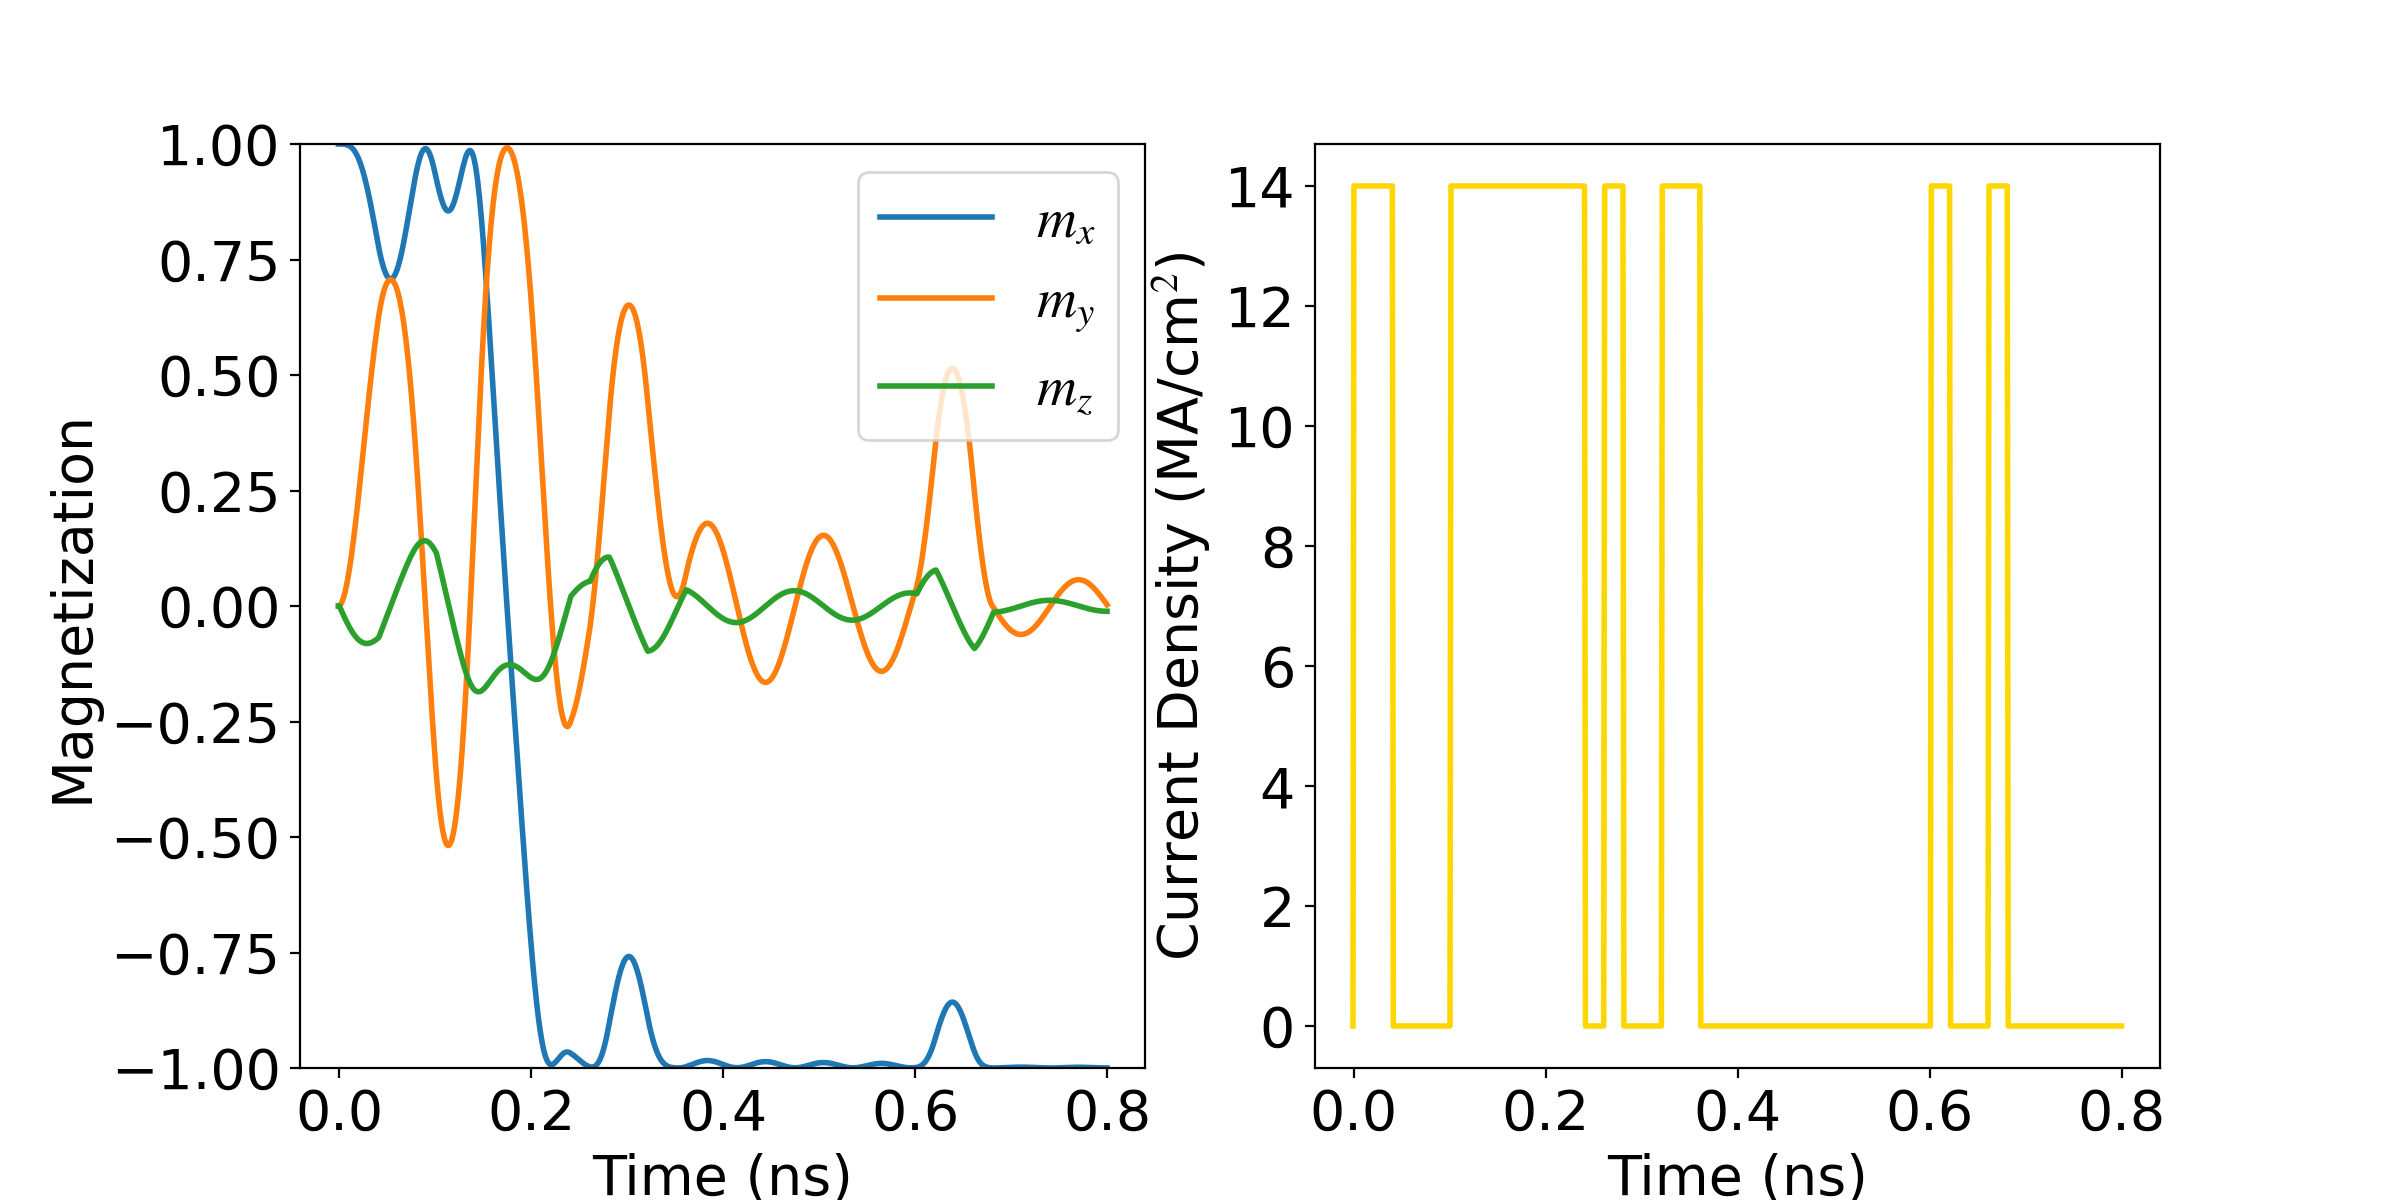 Magnetization
1.00
0.75
0.50
0.25
0.00
−0.25
−0.50
−0.75
−1.00
0.0 0.2 0.4 0.6 0.8
Time (ns)
m_x
m_y
m_z
Current Density (MA/cm²)
14
12
10
8
6
4
2
0
0.0 0.2 0.4 0.6 0.8
Time (ns)